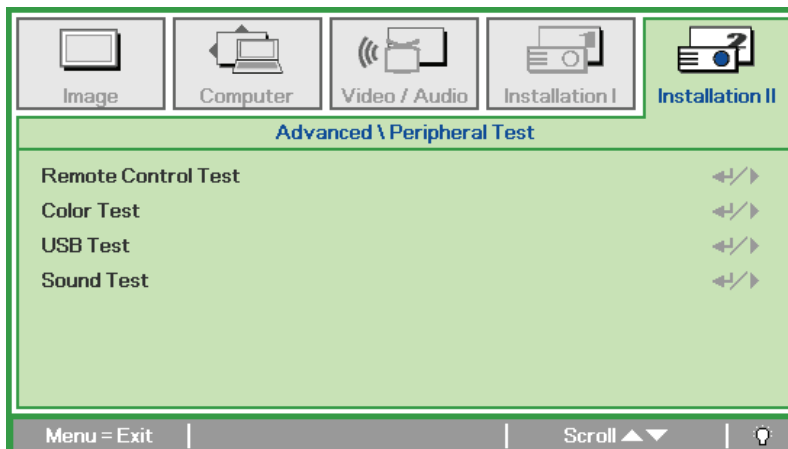 Image
Computer
Video / Audio
Installation I
Installation II
Advanced \ Peripheral Test
Remote Control Test
Color Test
USB Test
Sound Test
Menu = Exit
Scroll